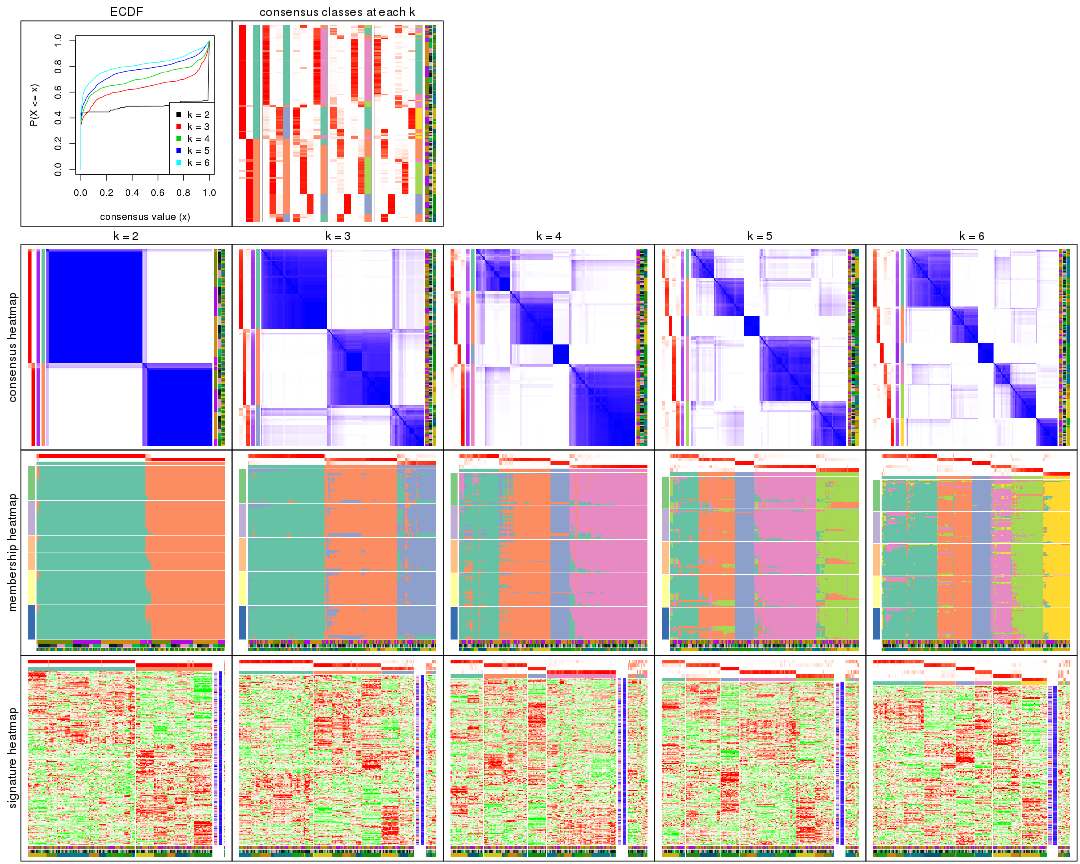 ECDF
consensus classes at each k
P(X <= x)
0.0 0.2 0.4 0.6 0.8 1.0
k = 2
k = 3
k = 4
k = 5
k = 6
0.0 0.2 0.4 0.6 0.8 1.0
consensus value (x)
k = 2
k = 3
k = 4
k = 5
k = 6
consensus heatmap
membership heatmap
signature heatmap